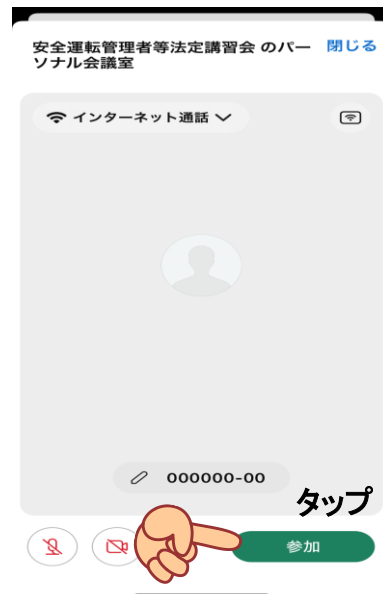 安全運転管理者等法定講習会 のパー
ソナル会議室
閉じる
インターネット通話
000000-00
タップ
参加